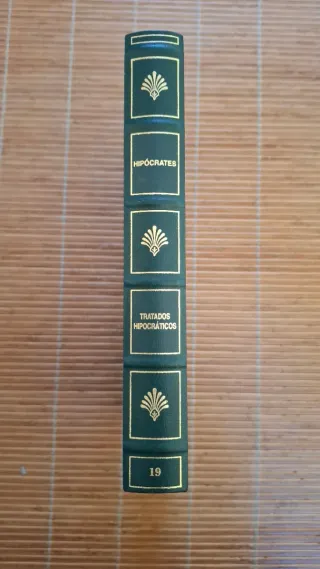 HIPÓCRATES
TRATADOS
HIPOCRÁTICOS
19